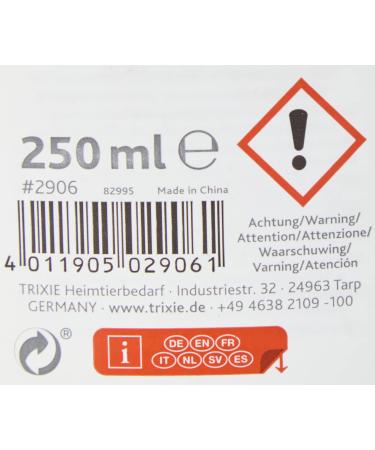 250 ml ℮
#2906 82995 Made in China
4 011905 029061
Achtung/Warning/
Attention/Attenzione/
Waarschuwing/
Varning/Atención
TRIXIE Heimtierbedarf · Industriestr. 32 · 24963 Tarp
GERMANY · www.trixie.de · +49 4638 2109 -100
®
i
DE EN FR
IT NL SV ES